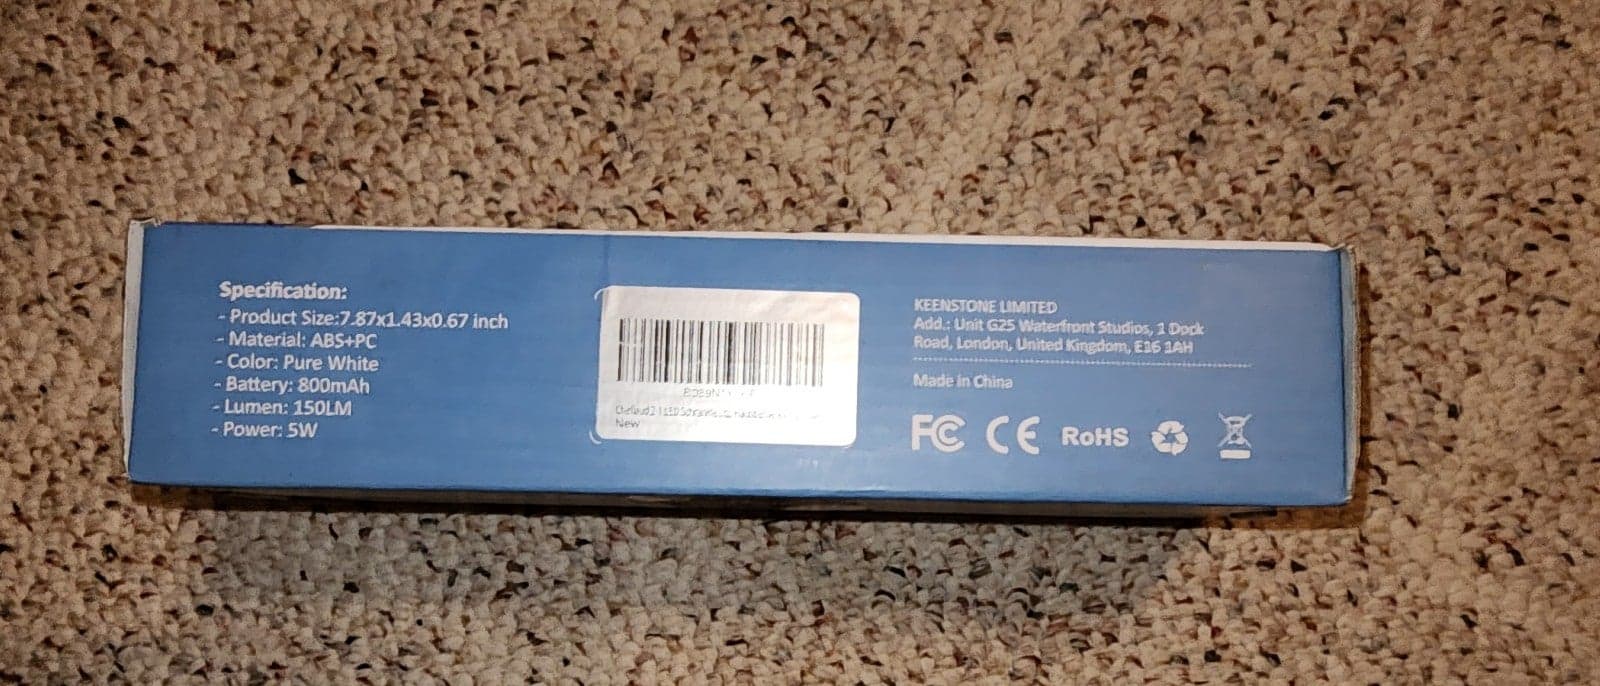 Specification:
- Product Size:7.87x1.43x0.67 inch
- Material: ABS+PC
- Color: Pure White
- Battery: 800mAh
- Lumen: 150LM
- Power: 5W
New
KEENSTONE LIMITED
Add.: Unit G25 Waterfront Studios, 1 Dock
Road, London, United Kingdom, E16 1AH
Made in China
FC CE RoHS